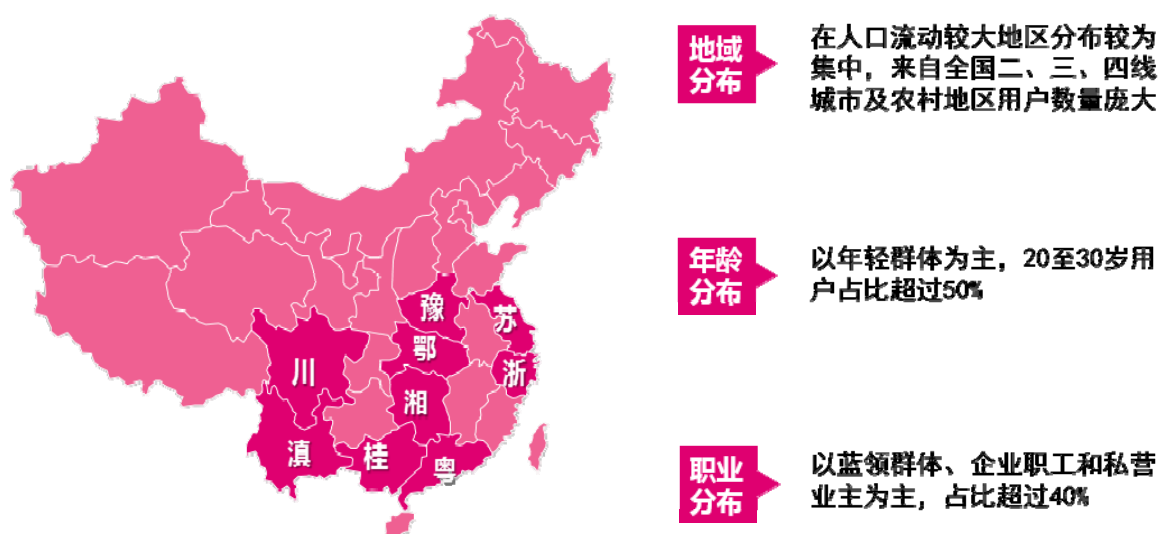 地域
分布
在人口流动较大地区分布较为
集中，来自全国二、三、四线
城市及农村地区用户数量庞大
年龄
分布
以年轻群体为主，20至30岁用
户占比超过50%
职业
分布
以蓝领群体、企业职工和私营
业主为主，占比超过40%
豫
苏
鄂
浙
川
湘
滇
桂
粤